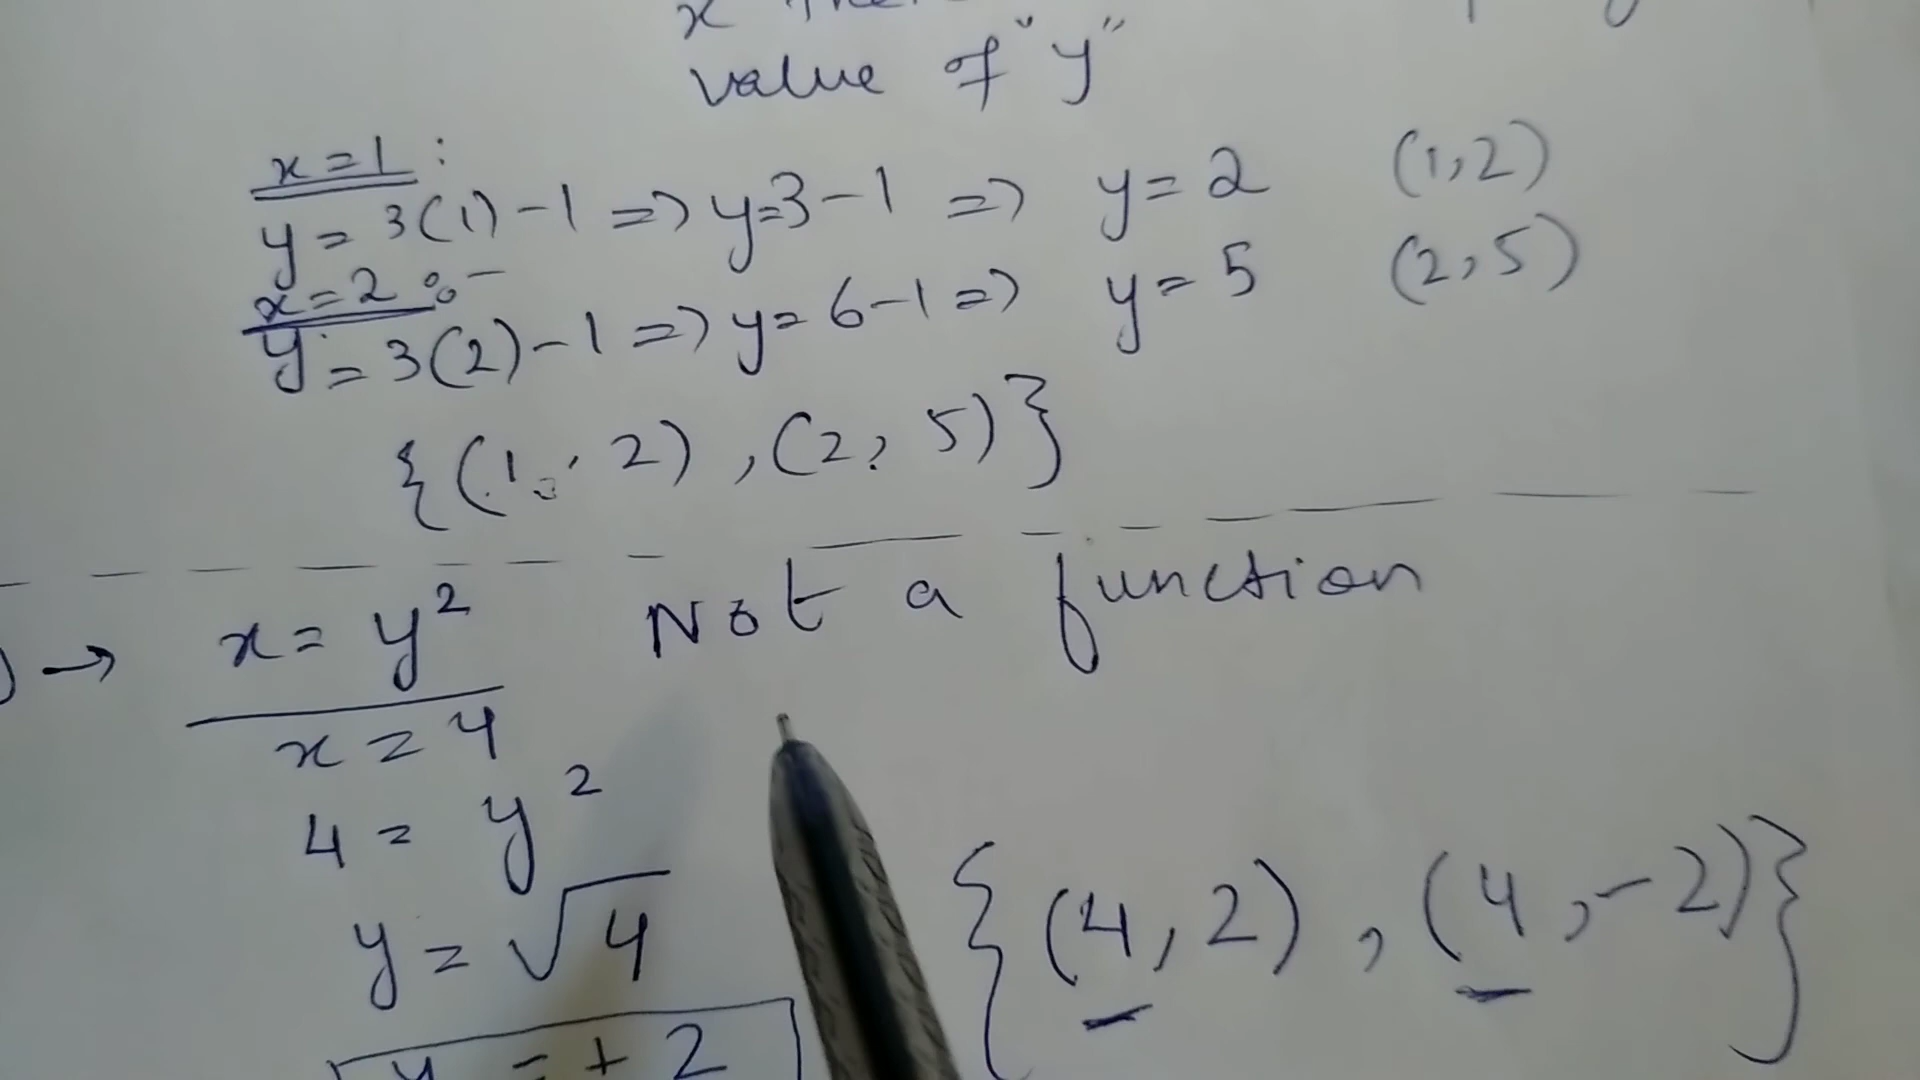 x
value of "y"
x=1:
y=3(1)-1 => y=3-1 => y=2 (1,2)
x=2:-
y=3(2)-1 => y=6-1 => y=5 (2,5)
{(1,2),(2,5)}
→ x=y² Not a function
x=4
4=y²
y=√4
{(4,2),(4,-2)}